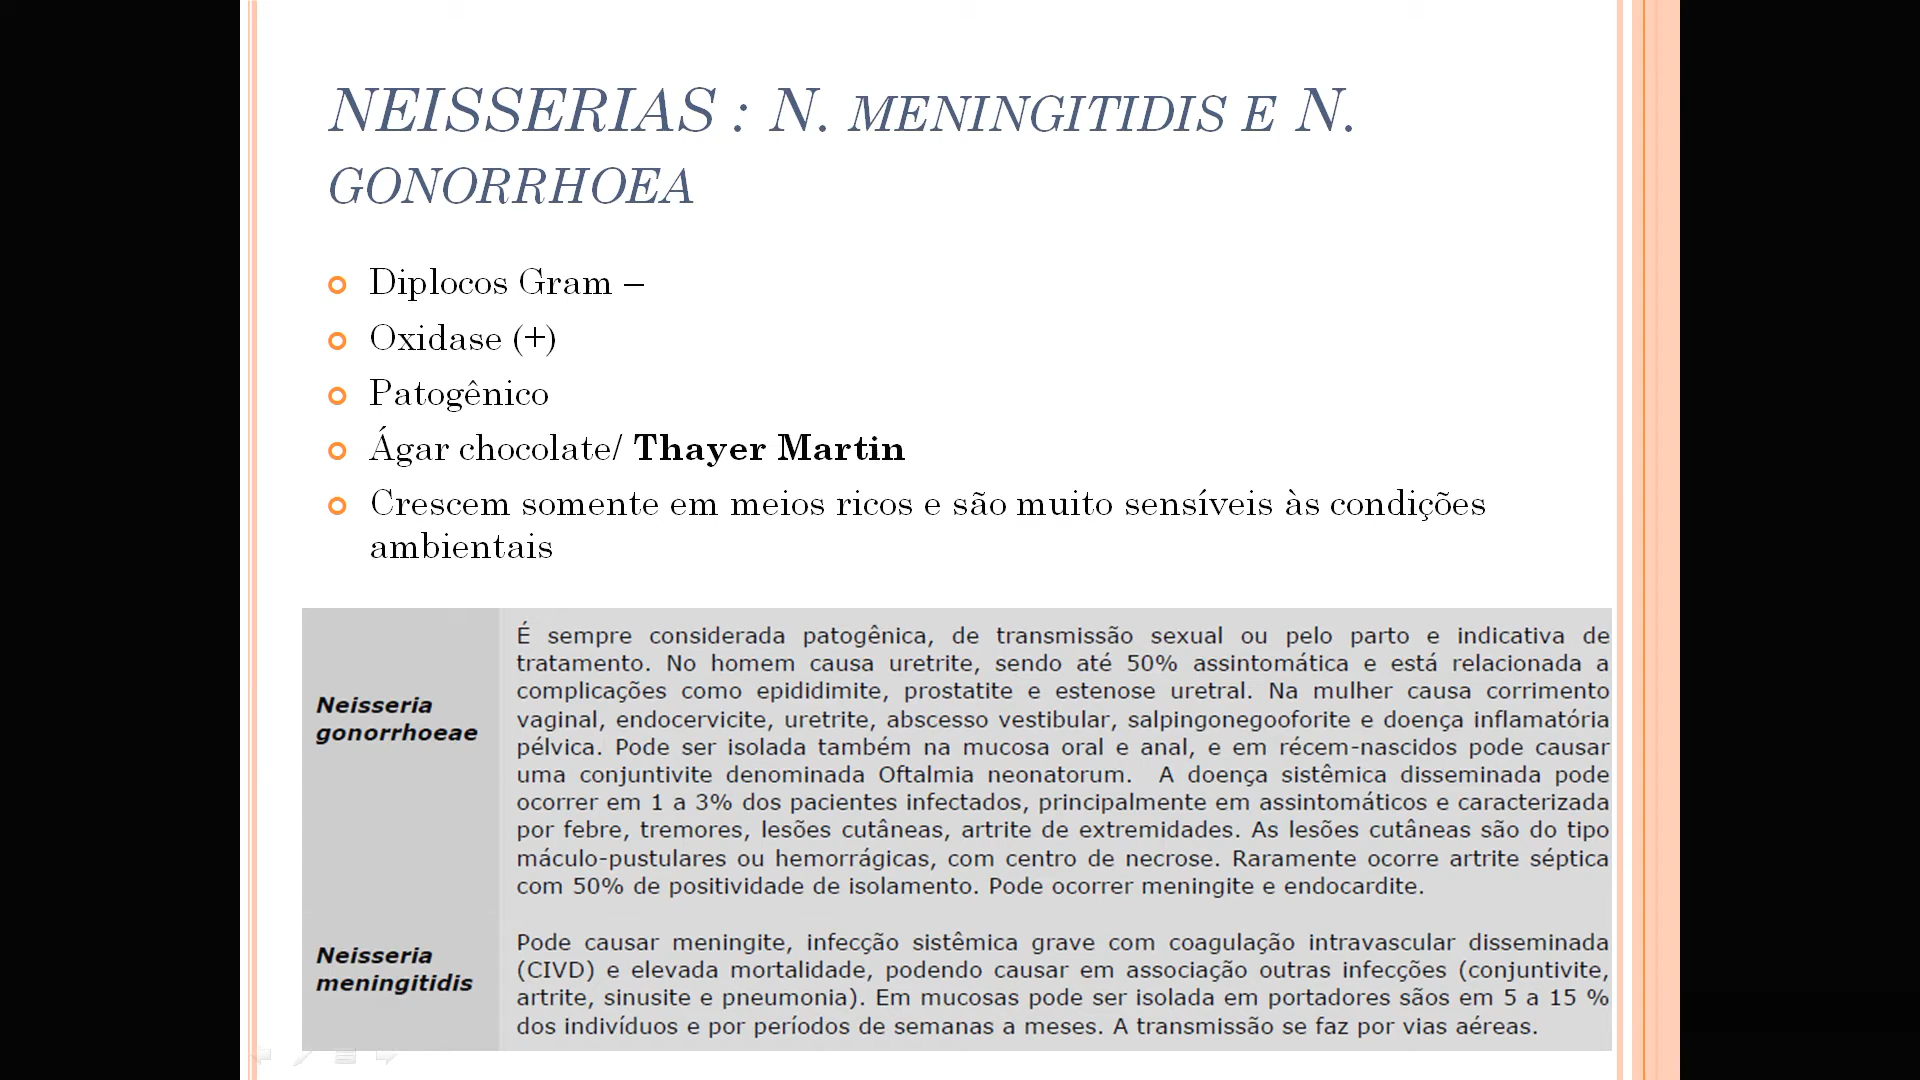 NEISSERIAS : N. MENINGITIDIS E N.
GONORRHOEA
Diplocos Gram –
Oxidase (+)
Patogênico
Ágar chocolate/ Thayer Martin
Crescem somente em meios ricos e são muito sensíveis às condições
ambientais
Neisseria
gonorrhoeae
É sempre considerada patogênica, de transmissão sexual ou pelo parto e indicativa de
tratamento. No homem causa uretrite, sendo até 50% assintomática e está relacionada a
complicações como epididimite, prostatite e estenose uretral. Na mulher causa corrimento
vaginal, endocervicite, uretrite, abscesso vestibular, salpingonegooforite e doença inflamatória
pélvica. Pode ser isolada também na mucosa oral e anal, e em récem-nascidos pode causar
uma conjuntivite denominada Oftalmia neonatorum. A doença sistêmica disseminada pode
ocorrer em 1 a 3% dos pacientes infectados, principalmente em assintomáticos e caracterizada
por febre, tremores, lesões cutâneas, artrite de extremidades. As lesões cutâneas são do tipo
máculo-pustulares ou hemorrágicas, com centro de necrose. Raramente ocorre artrite séptica
com 50% de positividade de isolamento. Pode ocorrer meningite e endocardite.
Neisseria
meningitidis
Pode causar meningite, infecção sistêmica grave com coagulação intravascular disseminada
(CIVD) e elevada mortalidade, podendo causar em associação outras infecções (conjuntivite,
artrite, sinusite e pneumonia). Em mucosas pode ser isolada em portadores sãos em 5 a 15 %
dos indivíduos e por períodos de semanas a meses. A transmissão se faz por vias aéreas.